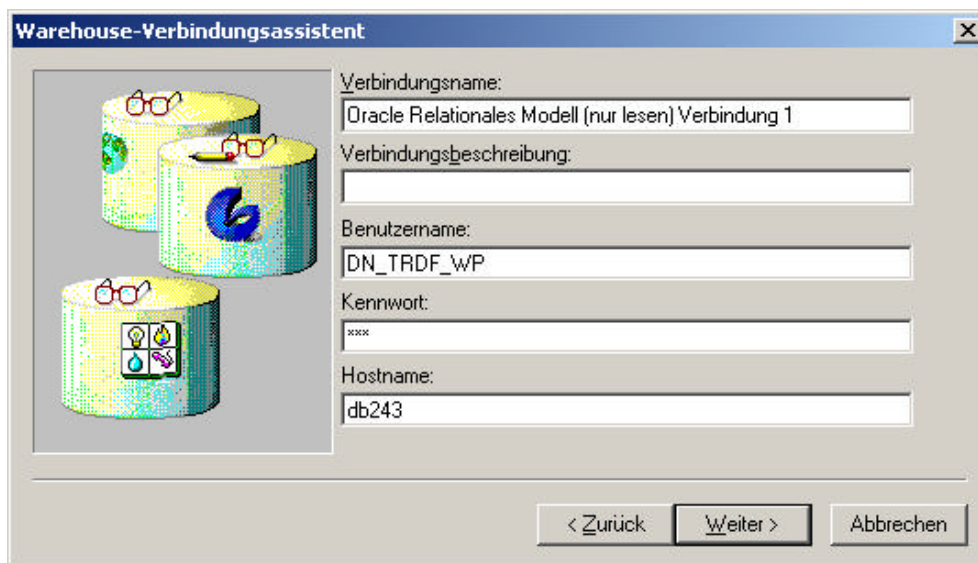 Warehouse-Verbindungsassistent
Verbindungsname:
Oracle Relationales Modell (nur lesen) Verbindung 1
Verbindungsbeschreibung:
Benutzername:
DN_TRDF_WP
Kennwort:
***
Hostname:
db243
< Zurück Weiter > Abbrechen